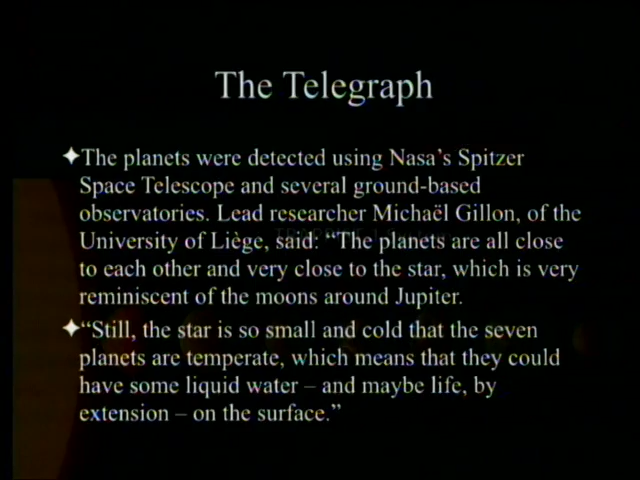 The Telegraph
✦The planets were detected using Nasa's Spitzer
Space Telescope and several ground-based
observatories. Lead researcher Michaël Gillon, of the
University of Liège, said: “The planets are all close
to each other and very close to the star, which is very
reminiscent of the moons around Jupiter.
✦“Still, the star is so small and cold that the seven
planets are temperate, which means that they could
have some liquid water – and maybe life, by
extension – on the surface.”